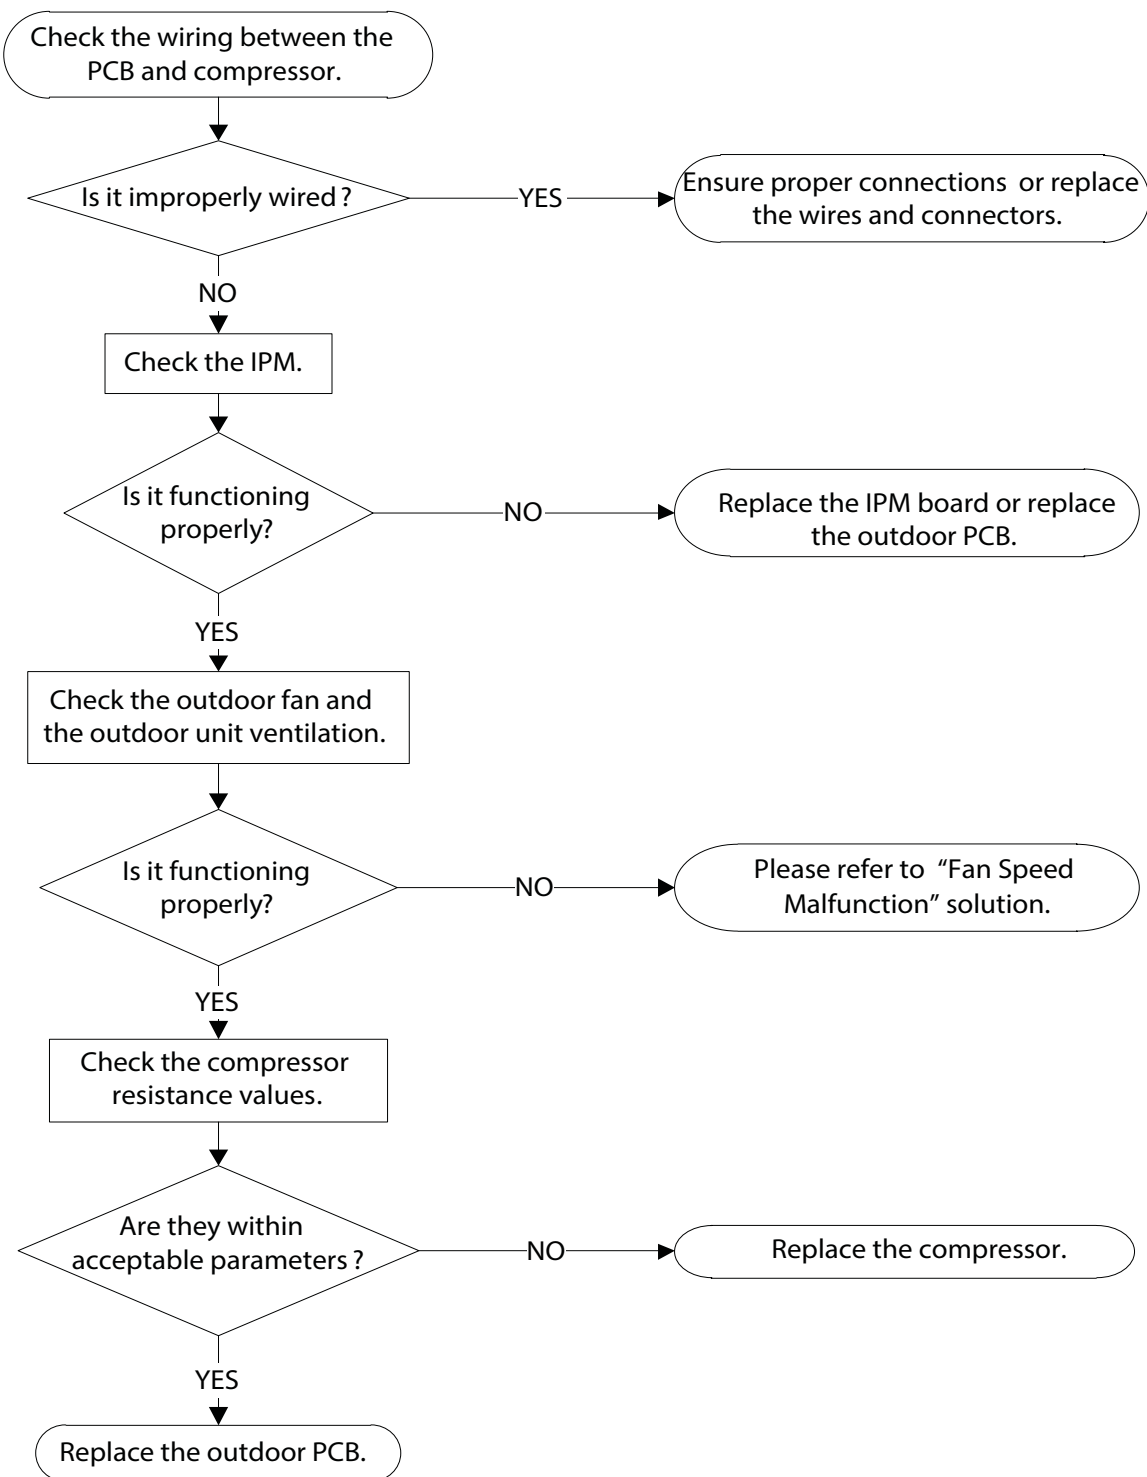 Check the wiring between the
PCB and compressor.
Is it improperly wired ?
YES
Ensure proper connections or replace
the wires and connectors.
NO
Check the IPM.
Is it functioning
properly?
NO
Replace the IPM board or replace
the outdoor PCB.
YES
Check the outdoor fan and
the outdoor unit ventilation.
Is it functioning
properly?
NO
Please refer to “Fan Speed
Malfunction” solution.
YES
Check the compressor
resistance values.
Are they within
acceptable parameters ?
NO
Replace the compressor.
YES
Replace the outdoor PCB.